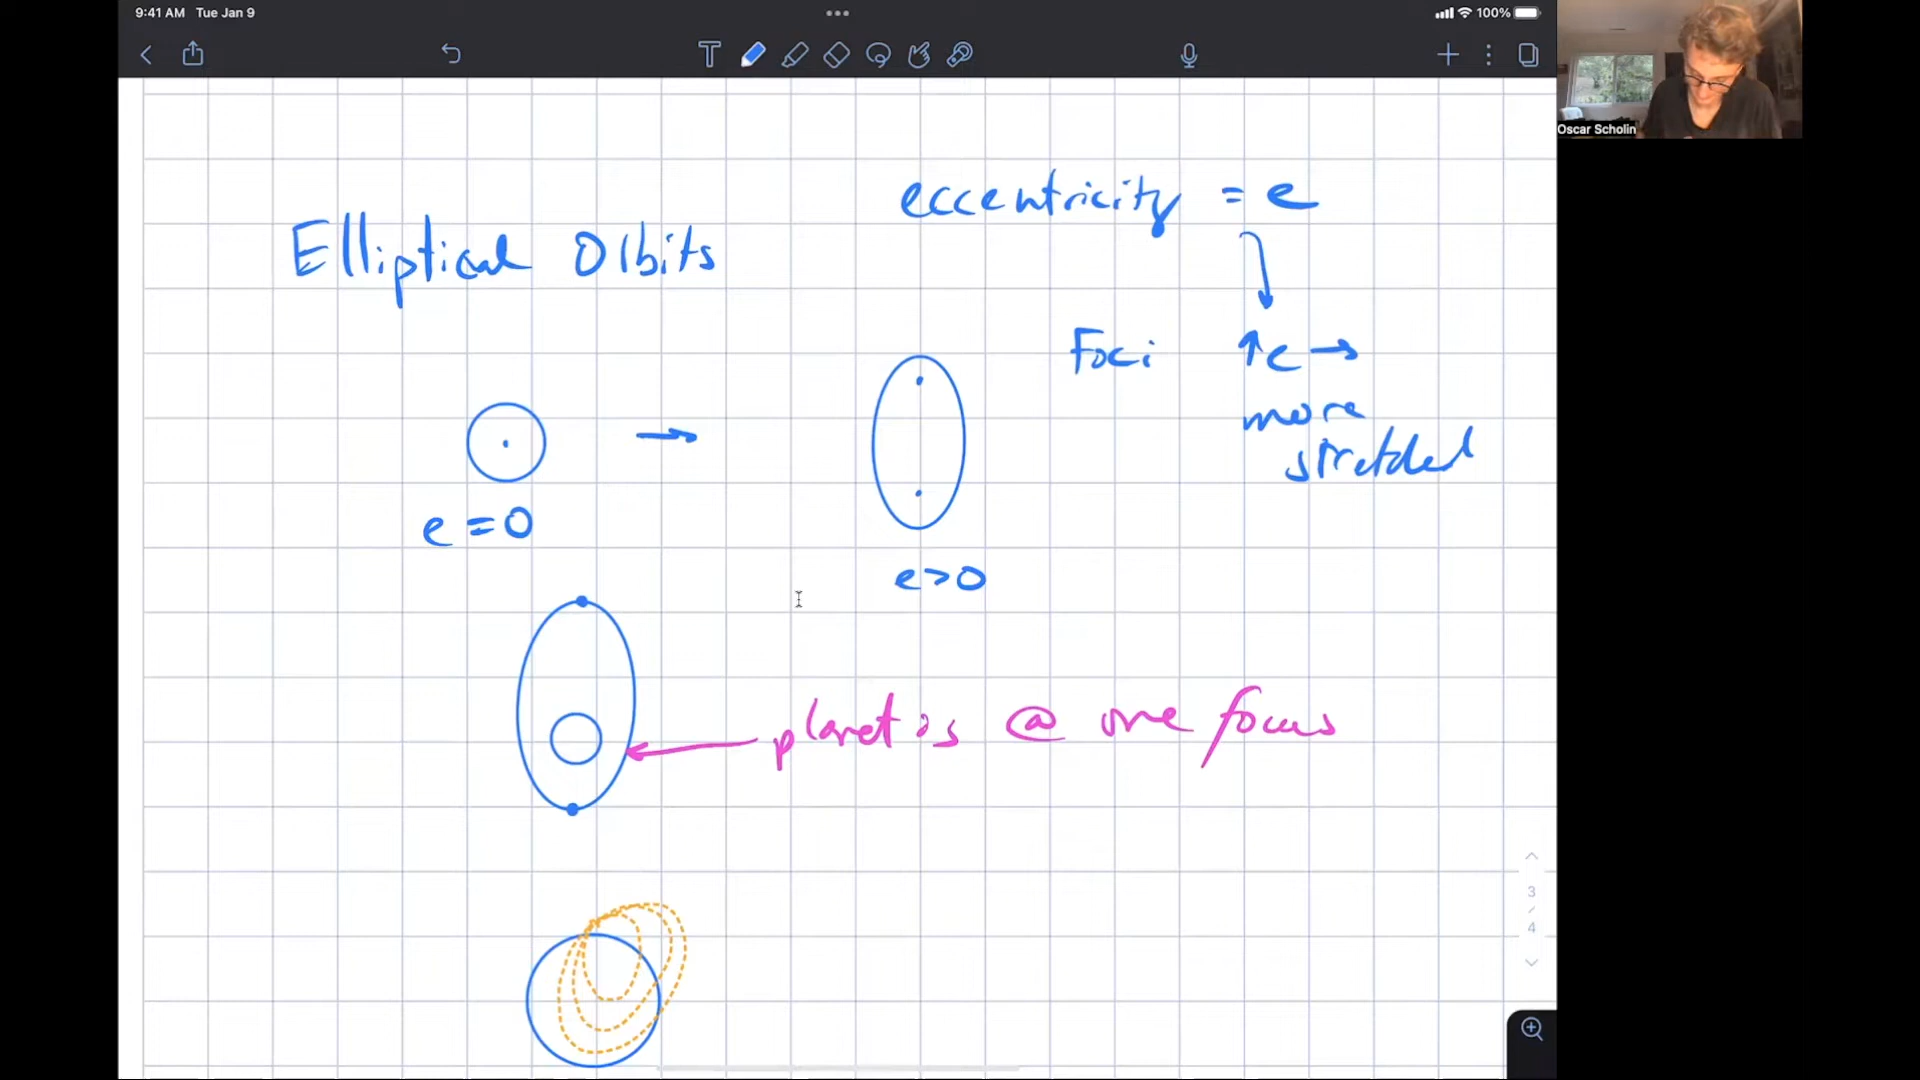 9:41 AM Tue Jan 9
100%
Oscar Scholin
eccentricity = e
Elliptical Orbits
Foci ↑e →
more
stretched
e = 0
e > 0
planet is @ one focus
3
4